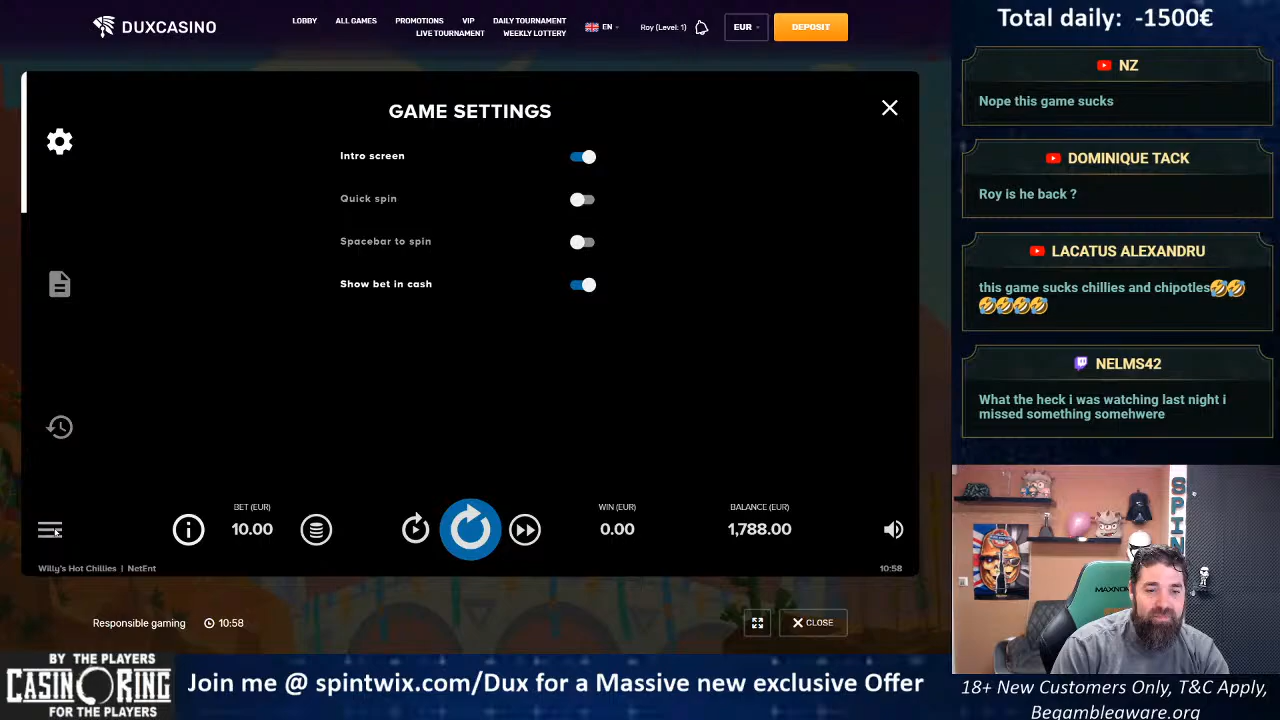 DUXCASINO
LOBBY
ALL GAMES
PROMOTIONS
VIP
DAILY TOURNAMENT
LIVE TOURNAMENT
WEEKLY LOTTERY
EN
Roy (Level: 1)
EUR
DEPOSIT
GAME SETTINGS
Intro screen
Quick spin
Spacebar to spin
Show bet in cash
BET (EUR)
10.00
WIN (EUR)
0.00
BALANCE (EUR)
1,788.00
Willy's Hot Chillies | NetEnt
10:58
Responsible gaming
10:58
CLOSE
Total daily: -1500€
NZ
Nope this game sucks
DOMINIQUE TACK
Roy is he back ?
LACATUS ALEXANDRU
this game sucks chillies and chipotles🤣🤣
🤣🤣🤣🤣
NELMS42
What the heck i was watching last night i
missed something somehwere
SPIN
MAXNOM
BY THE PLAYERS
CASINORING
FOR THE PLAYERS
Join me @ spintwix.com/Dux for a Massive new exclusive Offer
18+ New Customers Only, T&C Apply,
Begambleaware.org